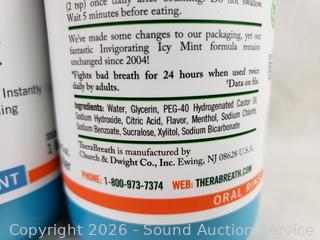 (2 tsp) once daily after brushing. Do not swallow.
Wait 5 minutes before eating.
We've made some changes to our packaging, yet our
fantastic Invigorating Icy Mint formula remains
unchanged since 2004!
*Fights bad breath for 24 hours when used twice
daily by adults. †Data on file.
Ingredients: Water, Glycerin, PEG-40 Hydrogenated Castor Oil,
Sodium Hydroxide, Citric Acid, Flavor, Menthol, Sodium Chlorite,
Sodium Benzoate, Sucralose, Xylitol, Sodium Bicarbonate
TheraBreath is manufactured by
Church & Dwight Co., Inc. Ewing, NJ 08628 U.S.A.
PHONE: 1-800-973-7374 WEB: THERABREATH.COM
ORAL RINSE
Instantly
NT
Copyright 2026 - Sound Auction Service